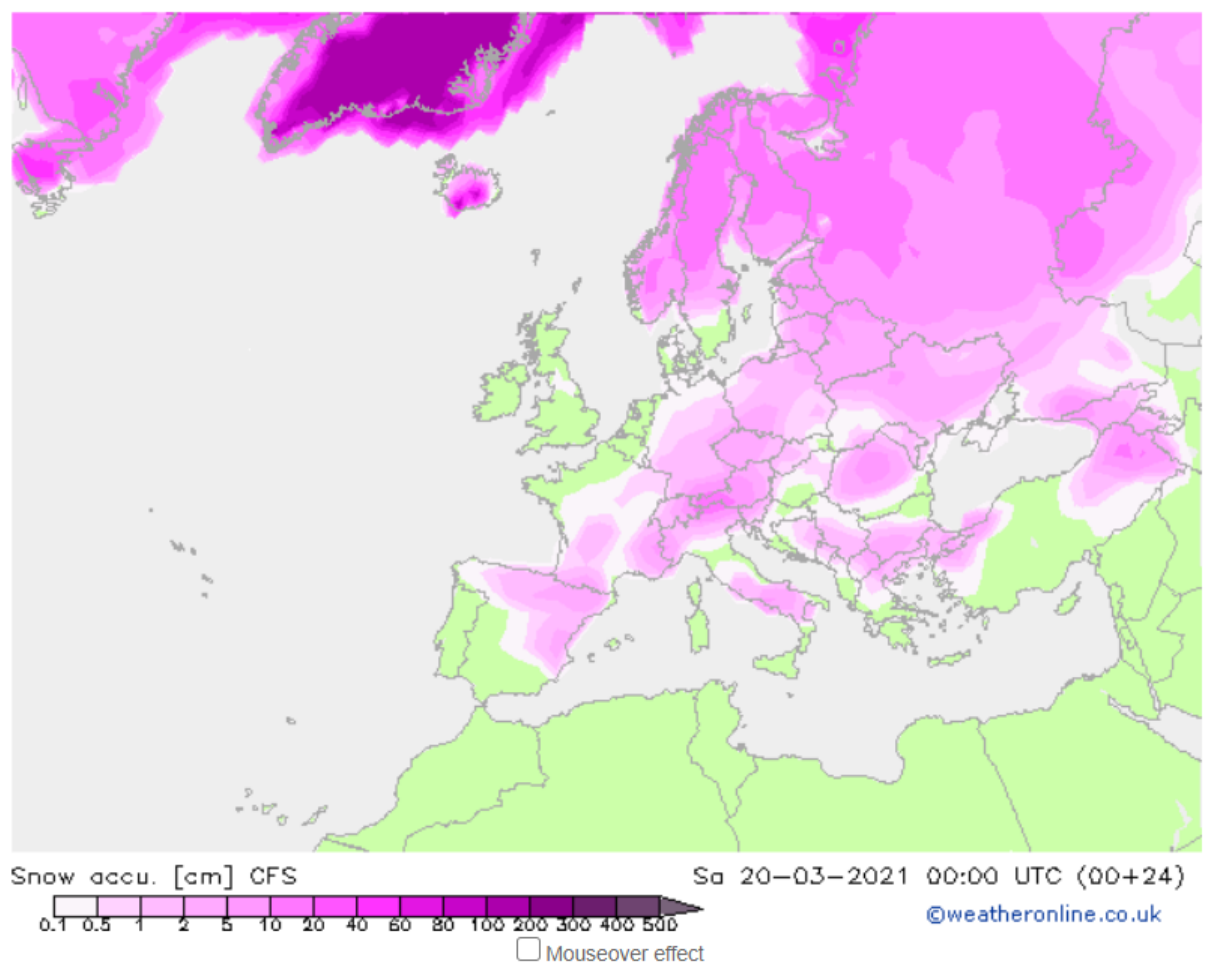 Snow accu. [cm] CFS Sa 20-03-2021 00:00 UTC (00+24)
0.1 0.5 1 2 5 10 20 40 60 80 100 200 300 400 500
©weatheronline.co.uk
Mouseover effect